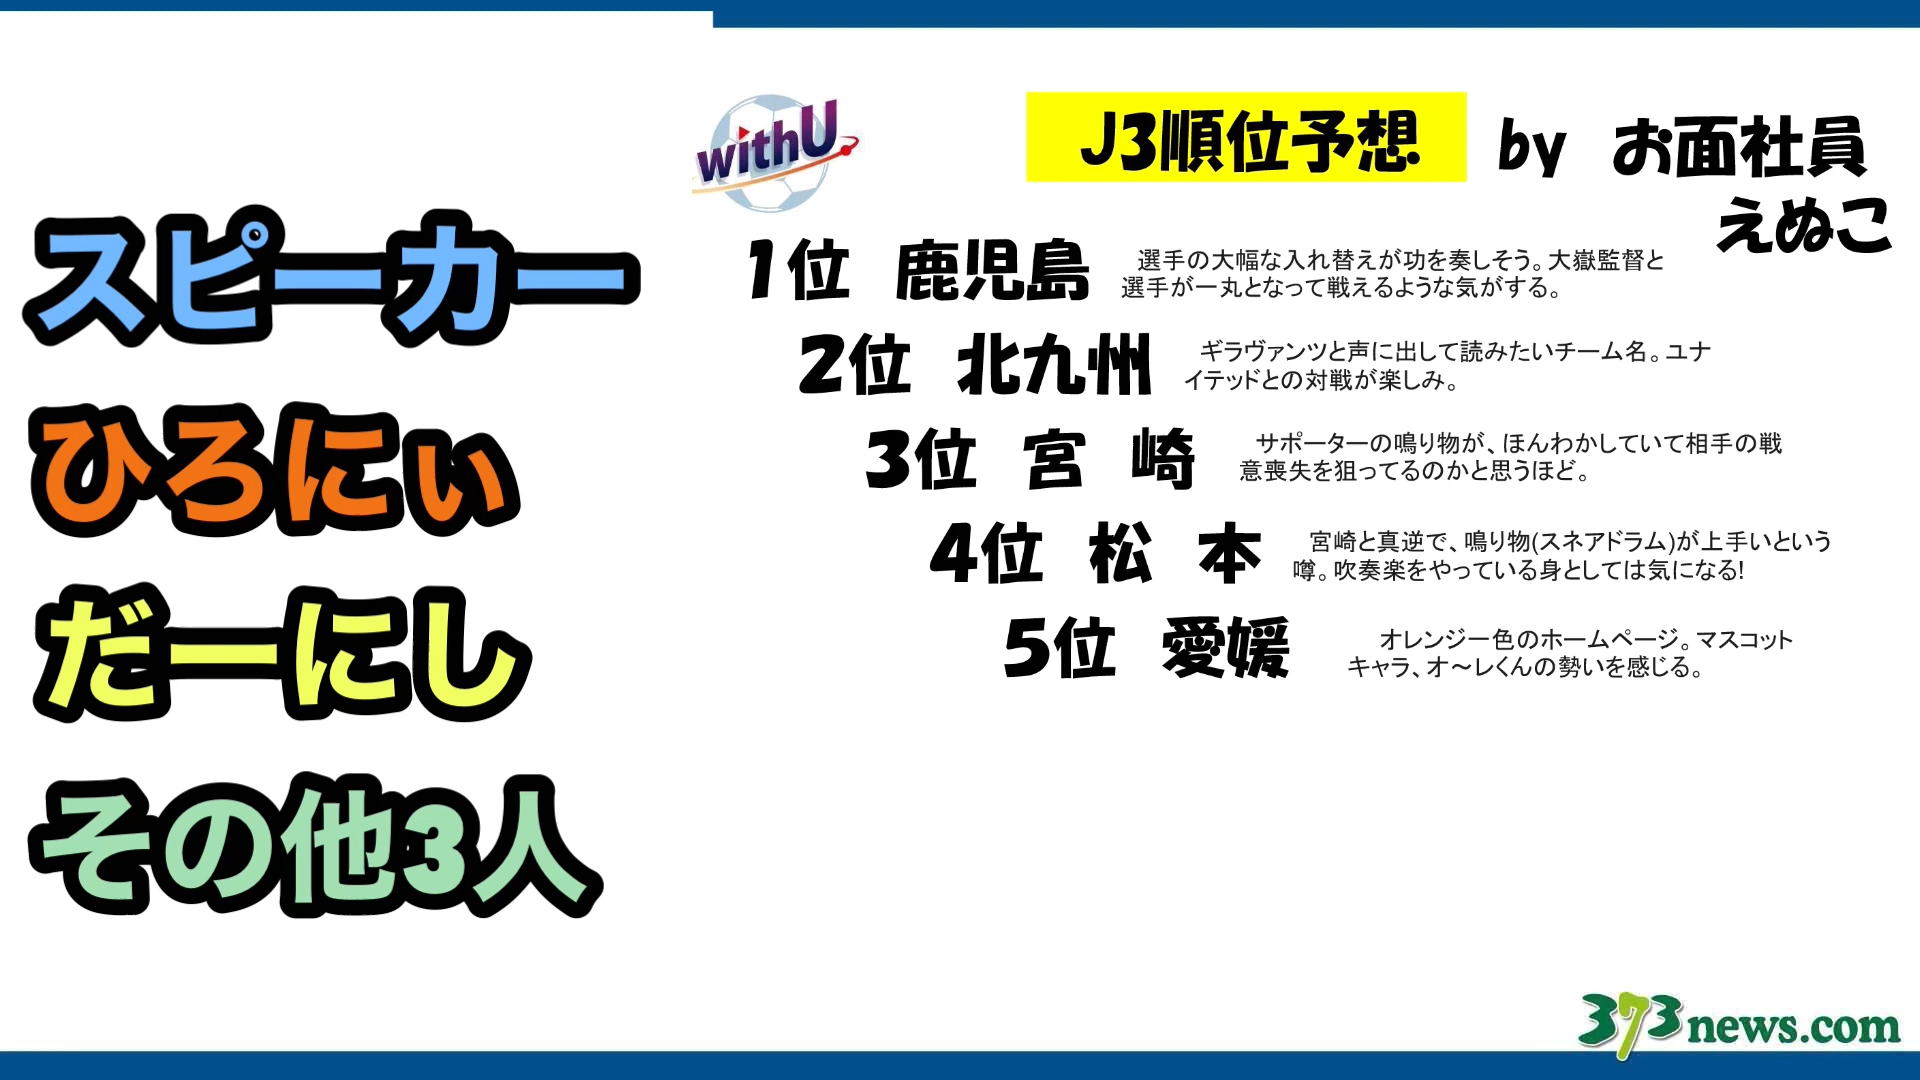 スピーカー
ひろにぃ
だーにし
その他3人
withU
J3順位予想 by お面社員
えぬこ
1位 鹿児島
選手の大幅な入れ替えが功を奏しそう。大嶽監督と
選手が一丸となって戦えるような気がする。
2位 北九州
ギラヴァンツと声に出して読みたいチーム名。ユナ
イテッドとの対戦が楽しみ。
3位 宮 崎
サポーターの鳴り物が、ほんわかしていて相手の戦
意喪失を狙ってるのかと思うほど。
4位 松 本
宮崎と真逆で、鳴り物(スネアドラム)が上手いという
噂。吹奏楽をやっている身としては気になる!
5位 愛媛
オレンジ一色のホームページ。マスコット
キャラ、オ～レくんの勢いを感じる。
373news.com